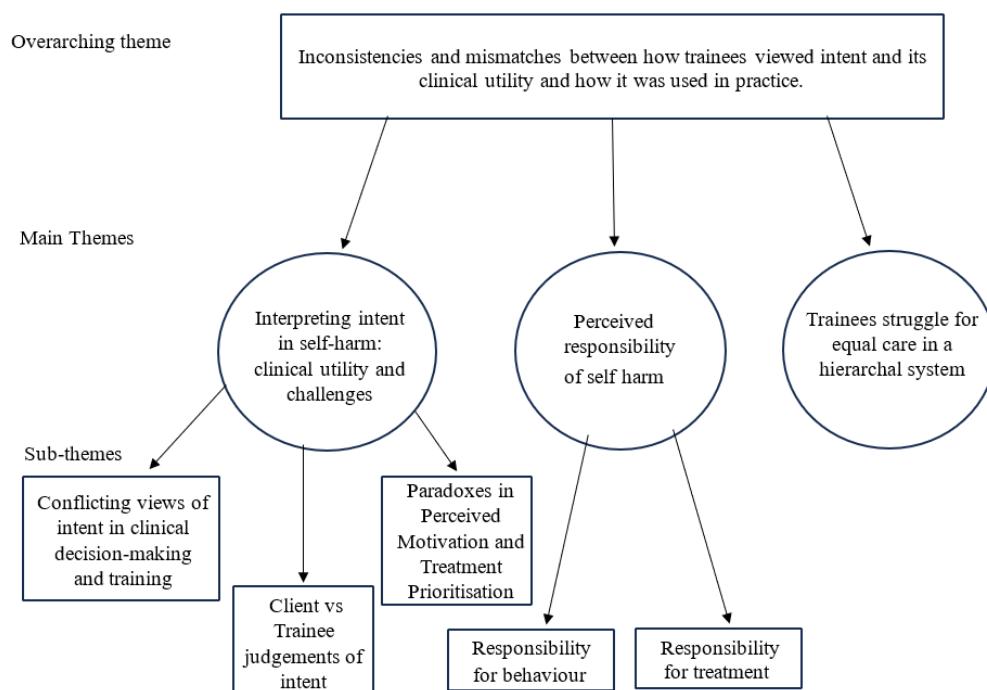 Overarching theme
Inconsistencies and mismatches between how trainees viewed intent and its
clinical utility and how it was used in practice.
Main Themes
Interpreting intent
in self-harm:
clinical utility and
challenges
Perceived
responsibility
of self harm
Trainees struggle for
equal care in a
hierarchal system
Sub-themes
Conflicting views of
intent in clinical
decision-making
and training
Client vs
Trainee
judgements of
intent
Paradoxes in
Perceived
Motivation and
Treatment
Prioritisation
Responsibility
for behaviour
Responsibility
for treatment